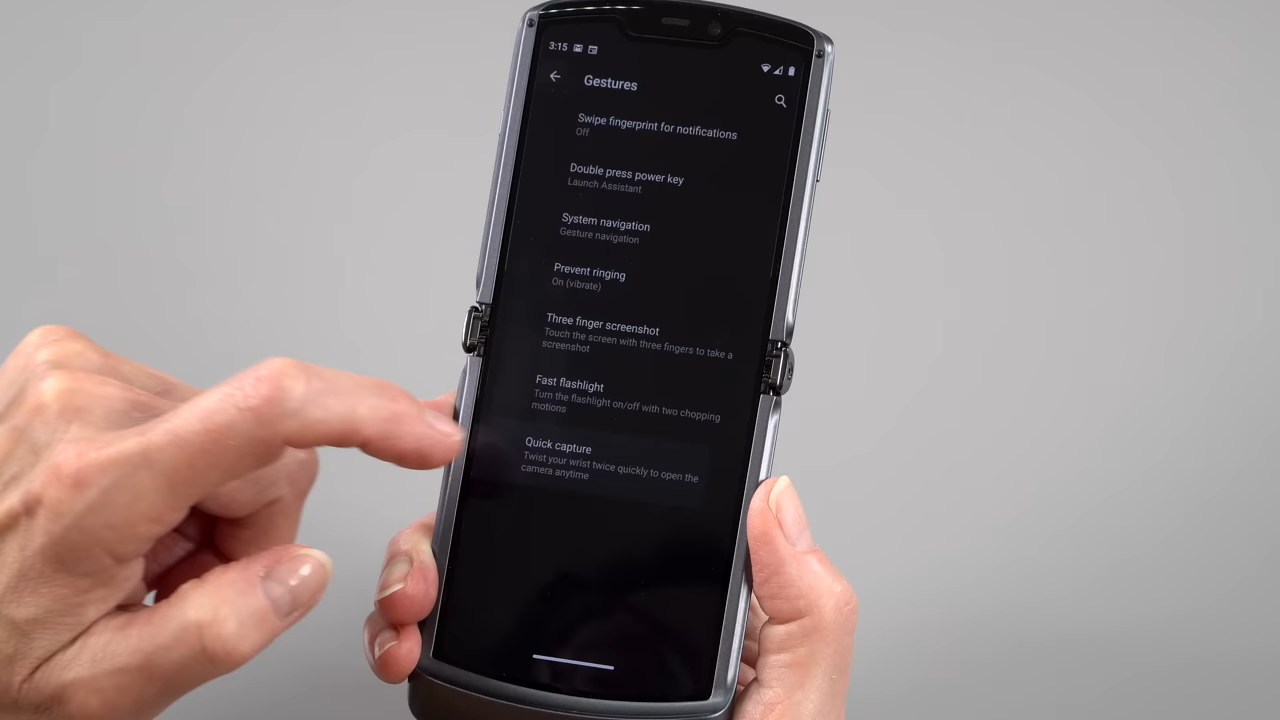 3:15
Gestures
Swipe fingerprint for notifications
Off
Double press power key
Launch Assistant
System navigation
Gesture navigation
Prevent ringing
On (vibrate)
Three finger screenshot
Touch the screen with three fingers to take a
screenshot
Fast flashlight
Turn the flashlight on/off with two chopping
motions
Quick capture
Twist your wrist twice quickly to open the
camera anytime